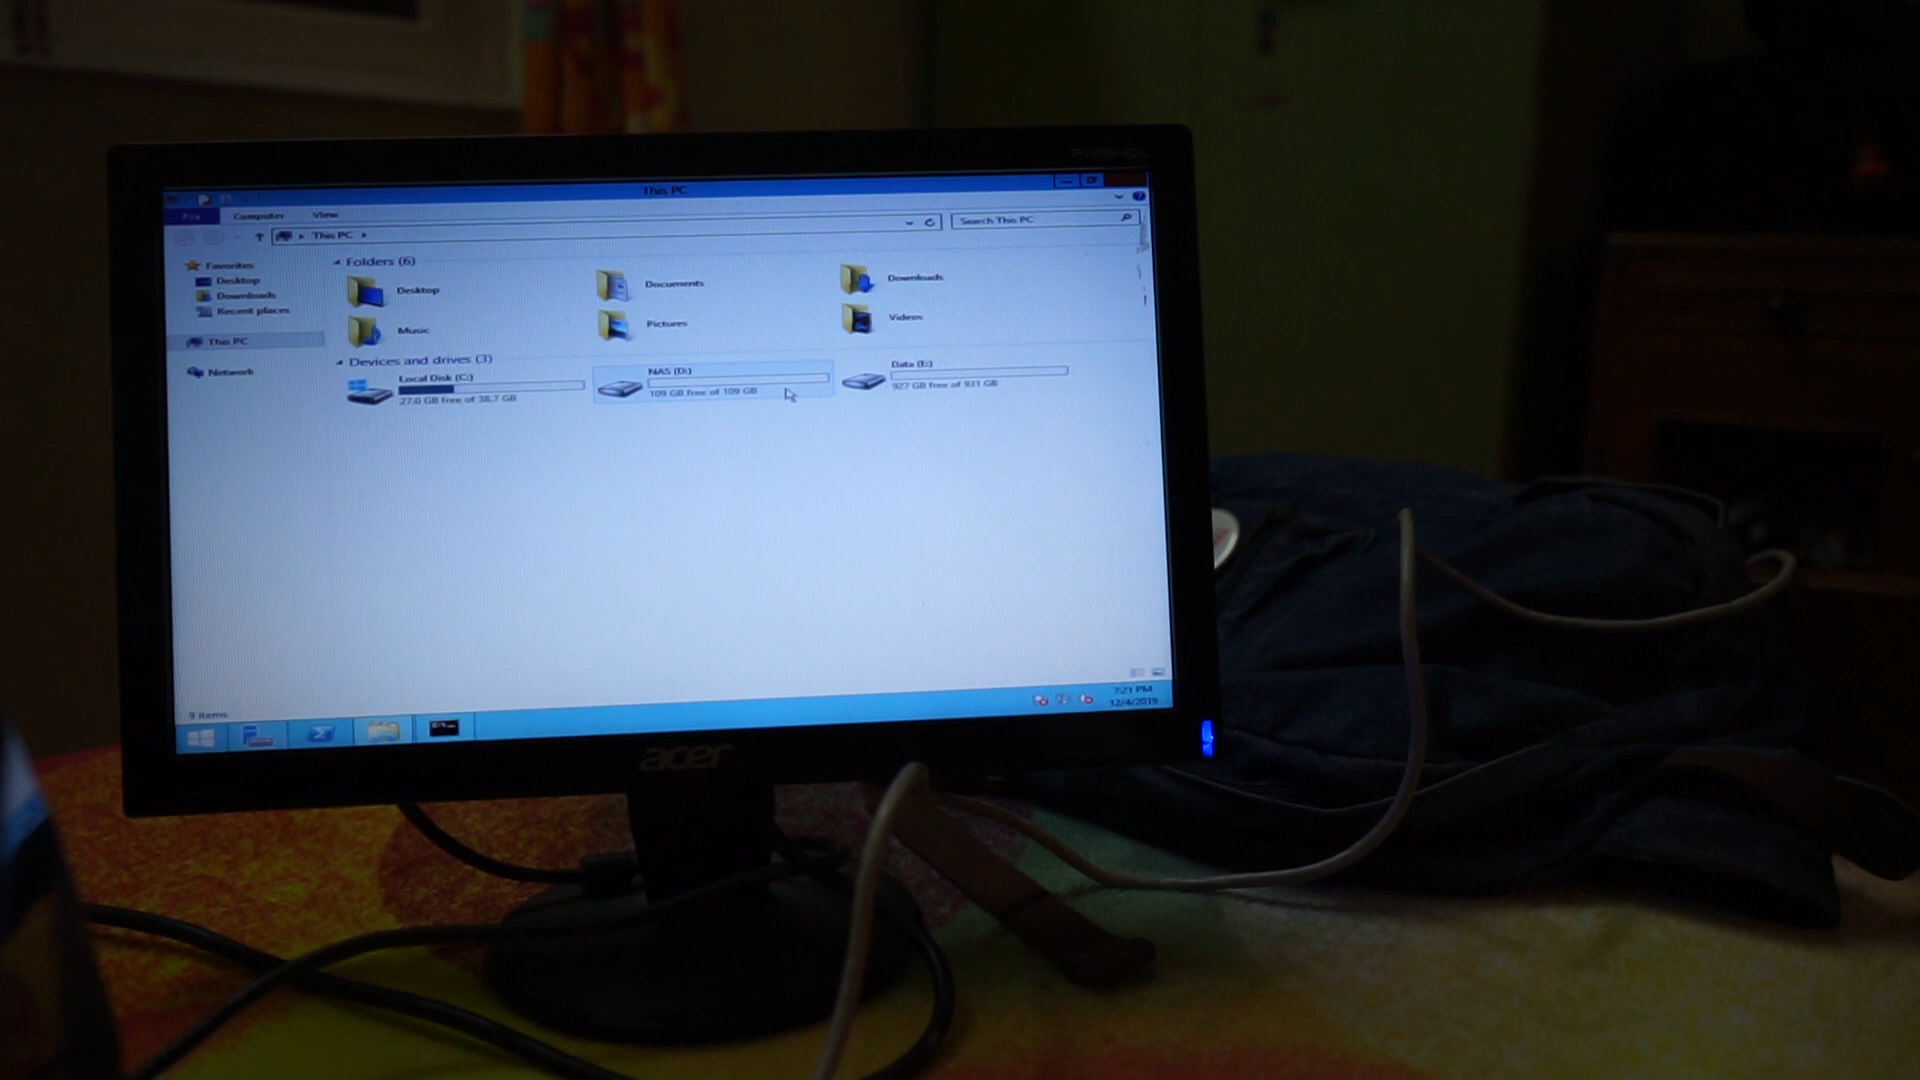 This PC
File Computer View
This PC
Search This PC
Favorites
Desktop
Downloads
Recent places
This PC
Network
Folders (6)
Desktop
Documents
Downloads
Music
Pictures
Videos
Devices and drives (3)
Local Disk (C:)
27.0 GB free of 38.7 GB
NAS (D:)
109 GB free of 109 GB
Data (E:)
927 GB free of 931 GB
9 items
7:21 PM
12/4/2019
acer